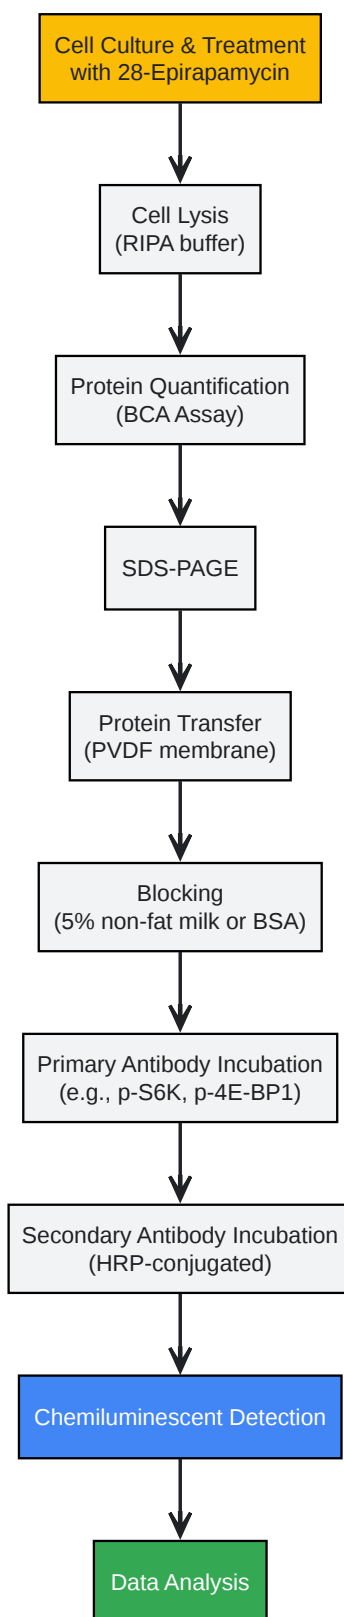 Cell Culture & Treatment
with 28-Epirapamycin
Cell Lysis
(RIPA buffer)
Protein Quantification
(BCA Assay)
SDS-PAGE
Protein Transfer
(PVDF membrane)
Blocking
(5% non-fat milk or BSA)
Primary Antibody Incubation
(e.g., p-S6K, p-4E-BP1)
Secondary Antibody Incubation
(HRP-conjugated)
Chemiluminescent Detection
Data Analysis